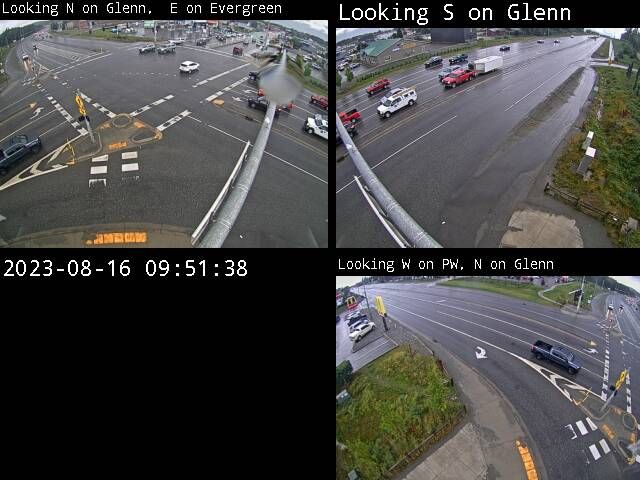 Looking N on Glenn,  E on Evergreen
Looking S on Glenn
2023-08-16 09:51:38
Looking W on PW, N on Glenn